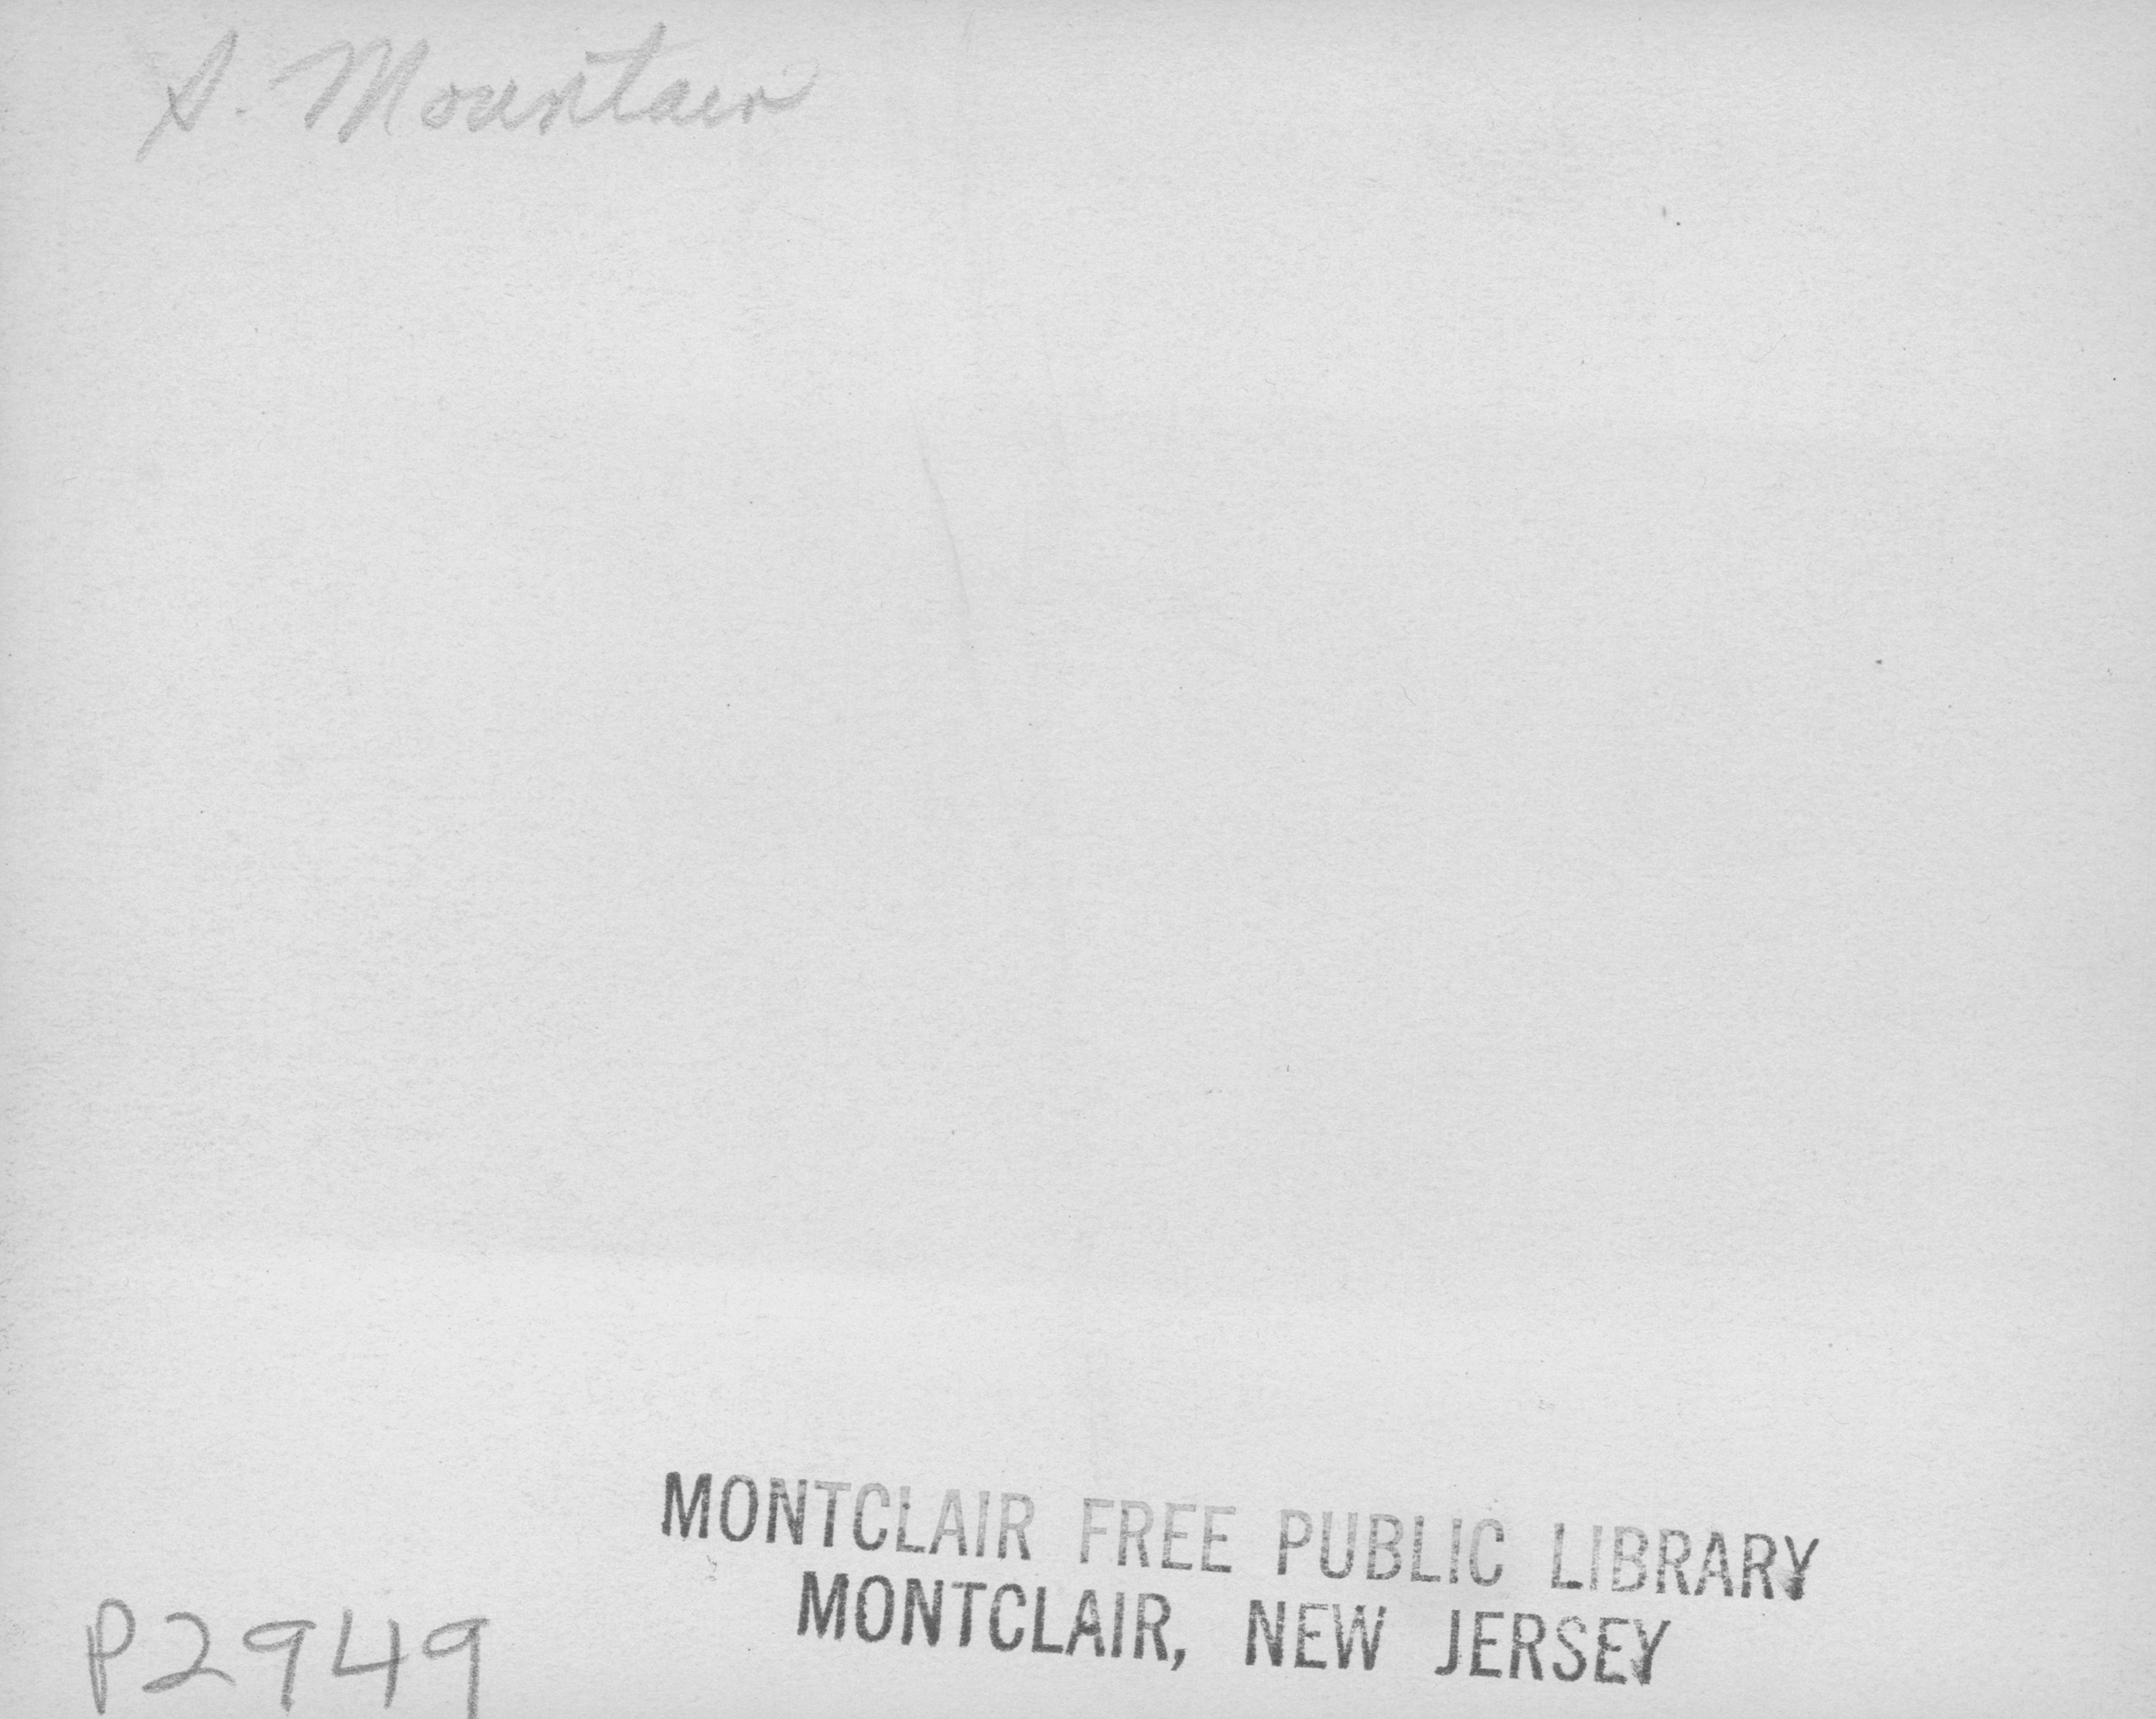 S. Mountain
MONTCLAIR FREE PUBLIC LIBRARY
MONTCLAIR, NEW JERSEY
P2949